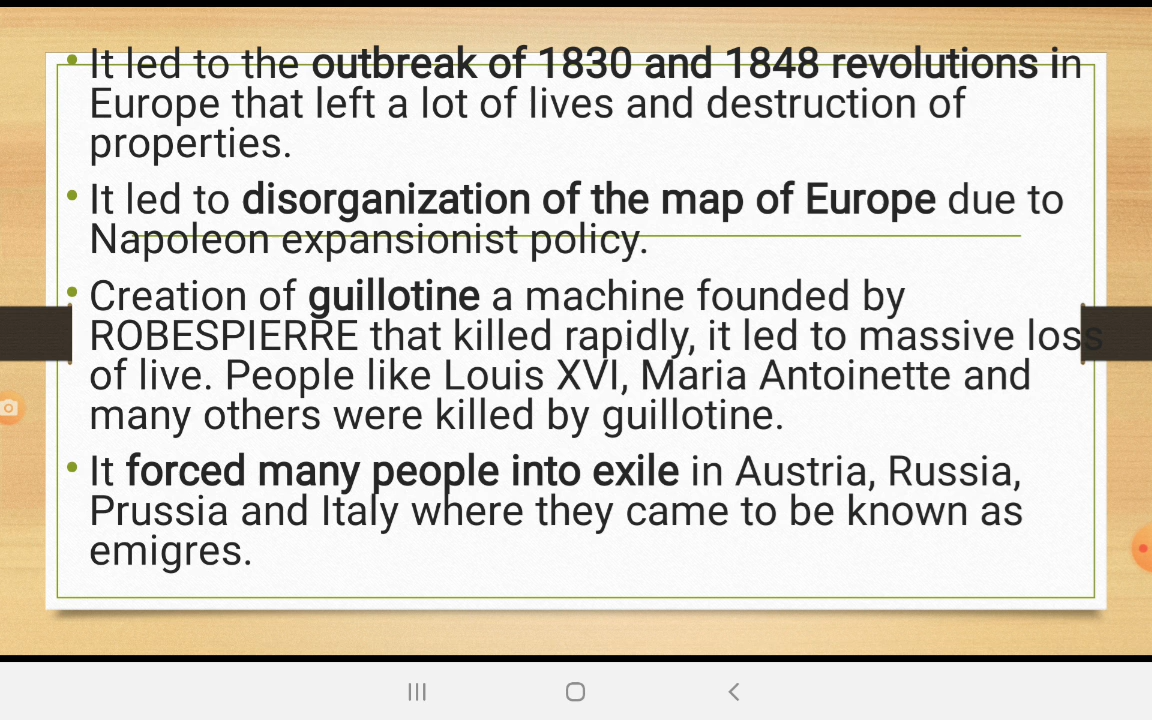 • It led to the outbreak of 1830 and 1848 revolutions in
Europe that left a lot of lives and destruction of
properties.
• It led to disorganization of the map of Europe due to
Napoleon expansionist policy.
• Creation of guillotine a machine founded by
ROBESPIERRE that killed rapidly, it led to massive loss
of live. People like Louis XVI, Maria Antoinette and
many others were killed by guillotine.
• It forced many people into exile in Austria, Russia,
Prussia and Italy where they came to be known as
emigres.